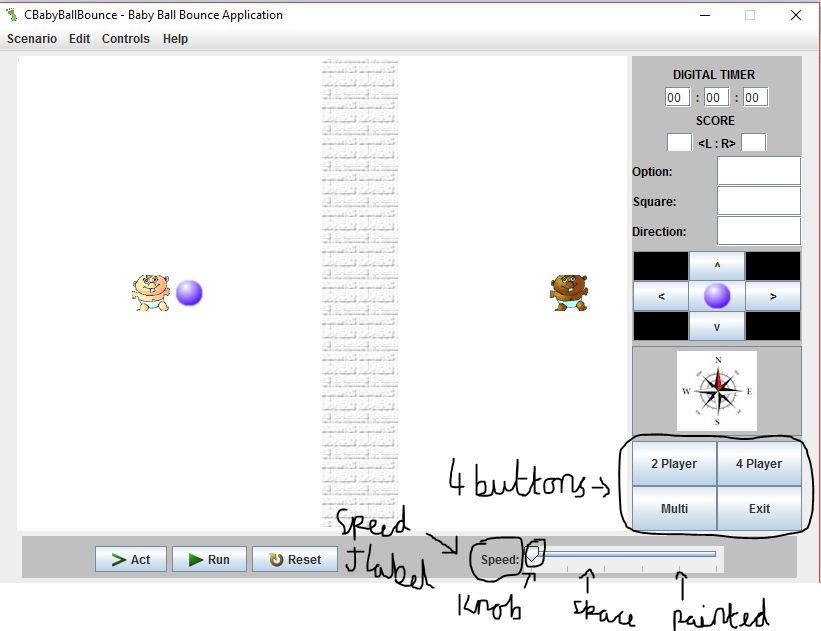 CBabyBallBounce - Baby Ball Bounce Application
Scenario Edit Controls Help
DIGITAL TIMER
00 : 00 : 00
SCORE
<L : R>
Option:
Square:
Direction:
^
< >
v
N
W E
S
2 Player 4 Player
Multi Exit
4 buttons →
Speed
JLabel
Act Run Reset Speed:
Knob space painted